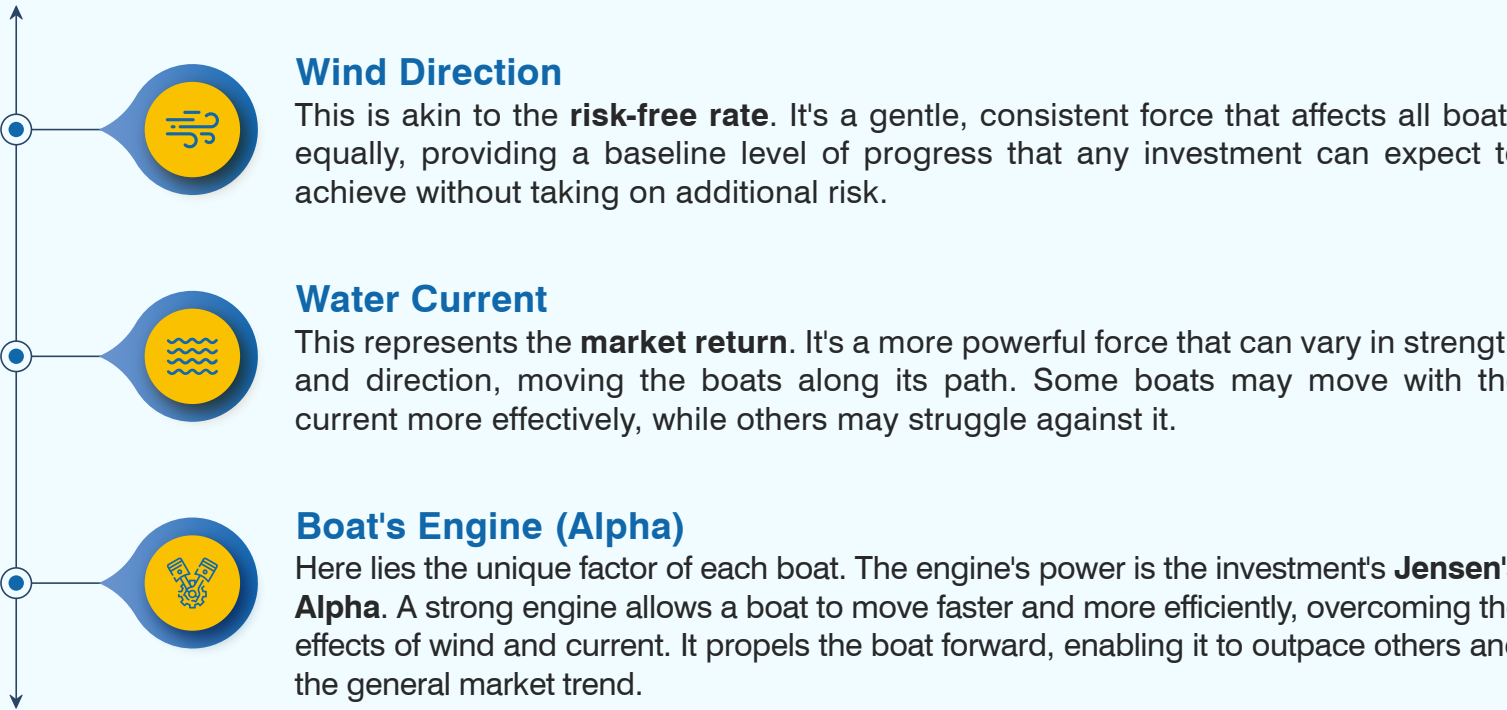 Wind Direction
This is akin to the risk-free rate. It's a gentle, consistent force that affects all boat
equally, providing a baseline level of progress that any investment can expect t
achieve without taking on additional risk.
Water Current
This represents the market return. It's a more powerful force that can vary in strengt
and direction, moving the boats along its path. Some boats may move with th
current more effectively, while others may struggle against it.
Boat's Engine (Alpha)
Here lies the unique factor of each boat. The engine's power is the investment's Jensen'
Alpha. A strong engine allows a boat to move faster and more efficiently, overcoming th
effects of wind and current. It propels the boat forward, enabling it to outpace others an
the general market trend.